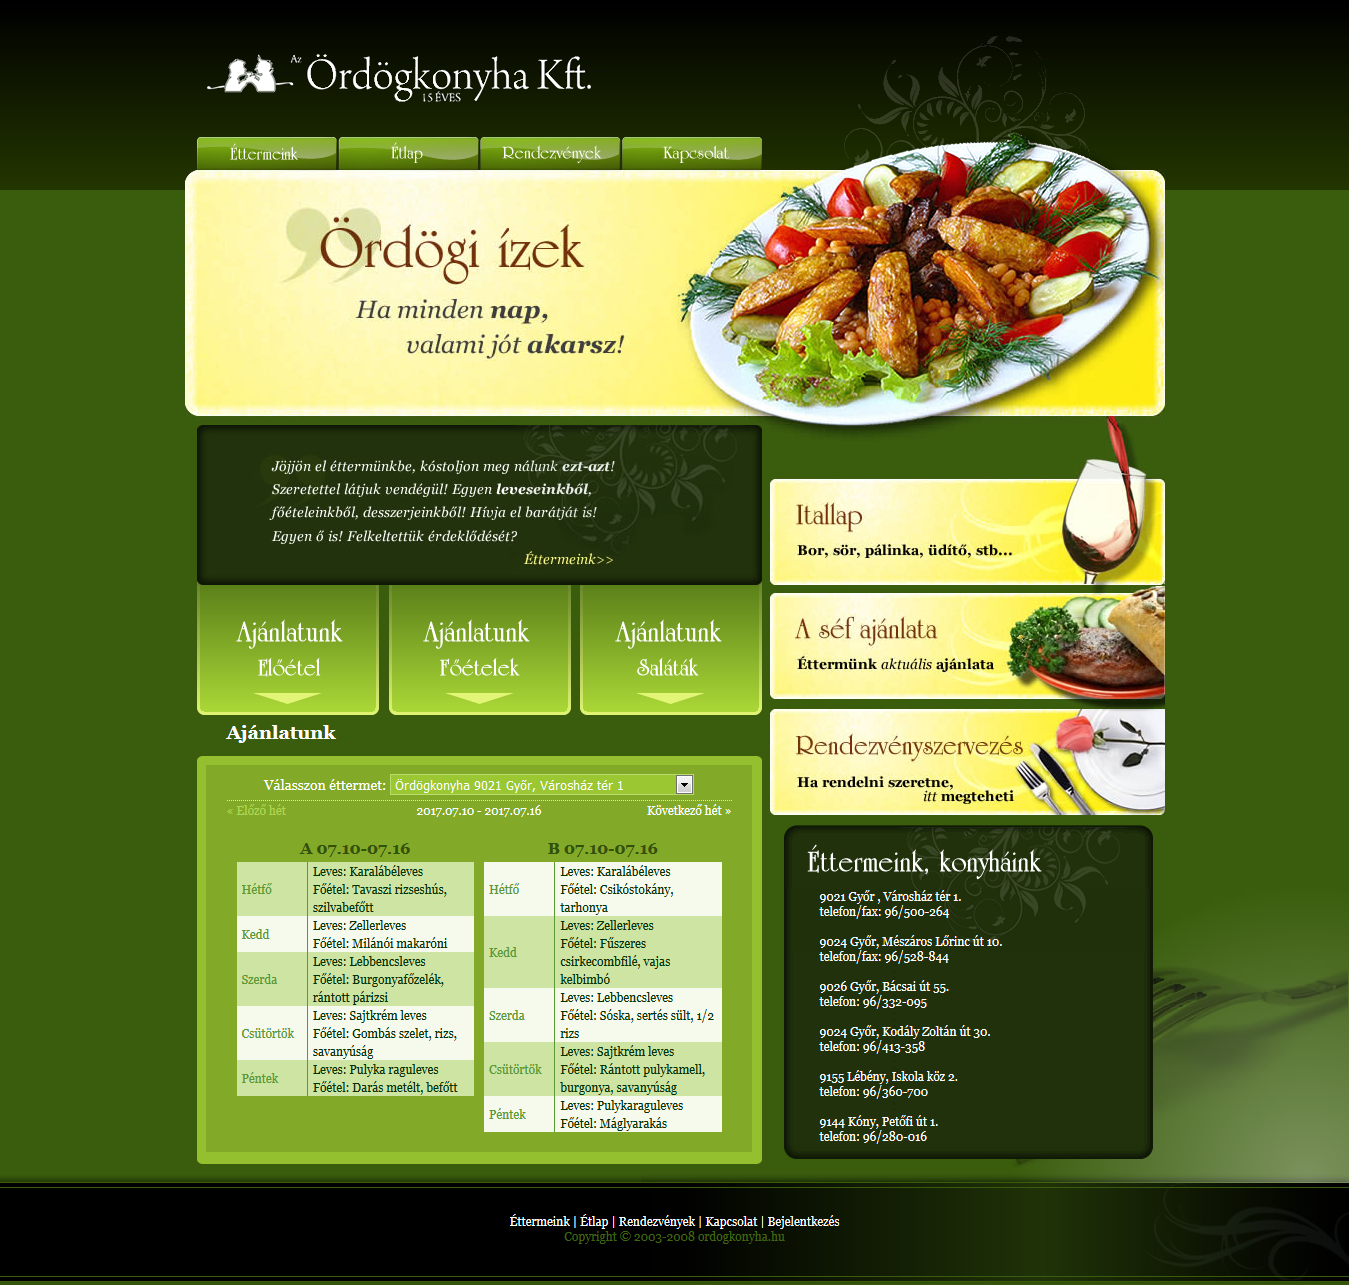 Az Ördögkonyha Kft.
15 ÉVES
Éttermeink
Étlap
Rendezvények
Kapcsolat
Ördögi ízek
Ha minden nap,
valami jót akarsz!
Jöjjön el éttermünkbe, kóstoljon meg nálunk ezt-azt!
Szeretettel látjuk vendégül! Egyen leveseinkből,
főételeinkből, desszerjeinkből! Hívja el barátját is!
Egyen ő is! Felkeltettük érdeklődését?
Éttermeink>>
Ajánlatunk
Előétel
Ajánlatunk
Főételek
Ajánlatunk
Saláták
Itallap
Bor, sör, pálinka, üdítő, stb...
A séf ajánlata
Éttermünk aktuális ajánlata
Rendezvényszervezés
Ha rendelni szeretne,
itt megteheti
Ajánlatunk
Válasszon éttermet: Ördögkonyha 9021 Győr, Városház tér 1
« Előző hét 2017.07.10 - 2017.07.16 Következő hét »
A 07.10-07.16
Hétfő
Leves: Karalábéleves
Főétel: Tavaszi rizseshús,
szilvabefőtt
Kedd
Leves: Zellerleves
Főétel: Milánói makaróni
Szerda
Leves: Lebbencsleves
Főétel: Burgonyafőzelék,
rántott párizsi
Csütörtök
Leves: Sajtkrém leves
Főétel: Gombás szelet, rizs,
savanyúság
Péntek
Leves: Pulyka raguleves
Főétel: Darás metélt, befőtt
B 07.10-07.16
Hétfő
Leves: Karalábéleves
Főétel: Csikóstokány,
tarhonya
Kedd
Leves: Zellerleves
Főétel: Fűszeres
csirkecombfilé, vajas
kelbimbó
Szerda
Leves: Lebbencsleves
Főétel: Sóska, sertés sült, 1/2
rizs
Csütörtök
Leves: Sajtkrém leves
Főétel: Rántott pulykamell,
burgonya, savanyúság
Péntek
Leves: Pulykaraguleves
Főétel: Máglyarakás
Éttermeink, konyháink
9021 Győr , Városház tér 1.
telefon/fax: 96/500-264
9024 Győr, Mészáros Lőrinc út 10.
telefon/fax: 96/528-844
9026 Győr, Bácsai út 55.
telefon: 96/332-095
9024 Győr, Kodály Zoltán út 30.
telefon: 96/413-358
9155 Lébény, Iskola köz 2.
telefon: 96/360-700
9144 Kóny, Petőfi út 1.
telefon: 96/280-016
Éttermeink | Étlap | Rendezvények | Kapcsolat | Bejelentkezés
Copyright © 2003-2008 ordogkonyha.hu